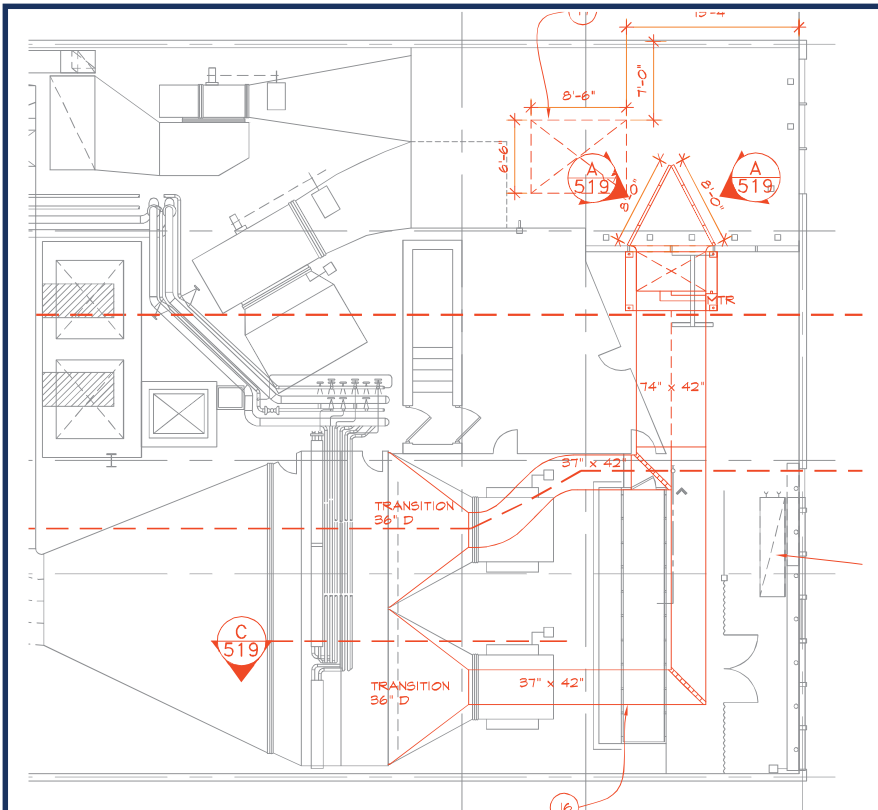 13'-4"
8'-6"
7'-0"
6'-6"
A
519
A
519
8'-0"
8'-0"
MTR
74" x 42"
37" x 42"
TRANSITION
36" D
C
519
TRANSITION
36" D
37" x 42"
16